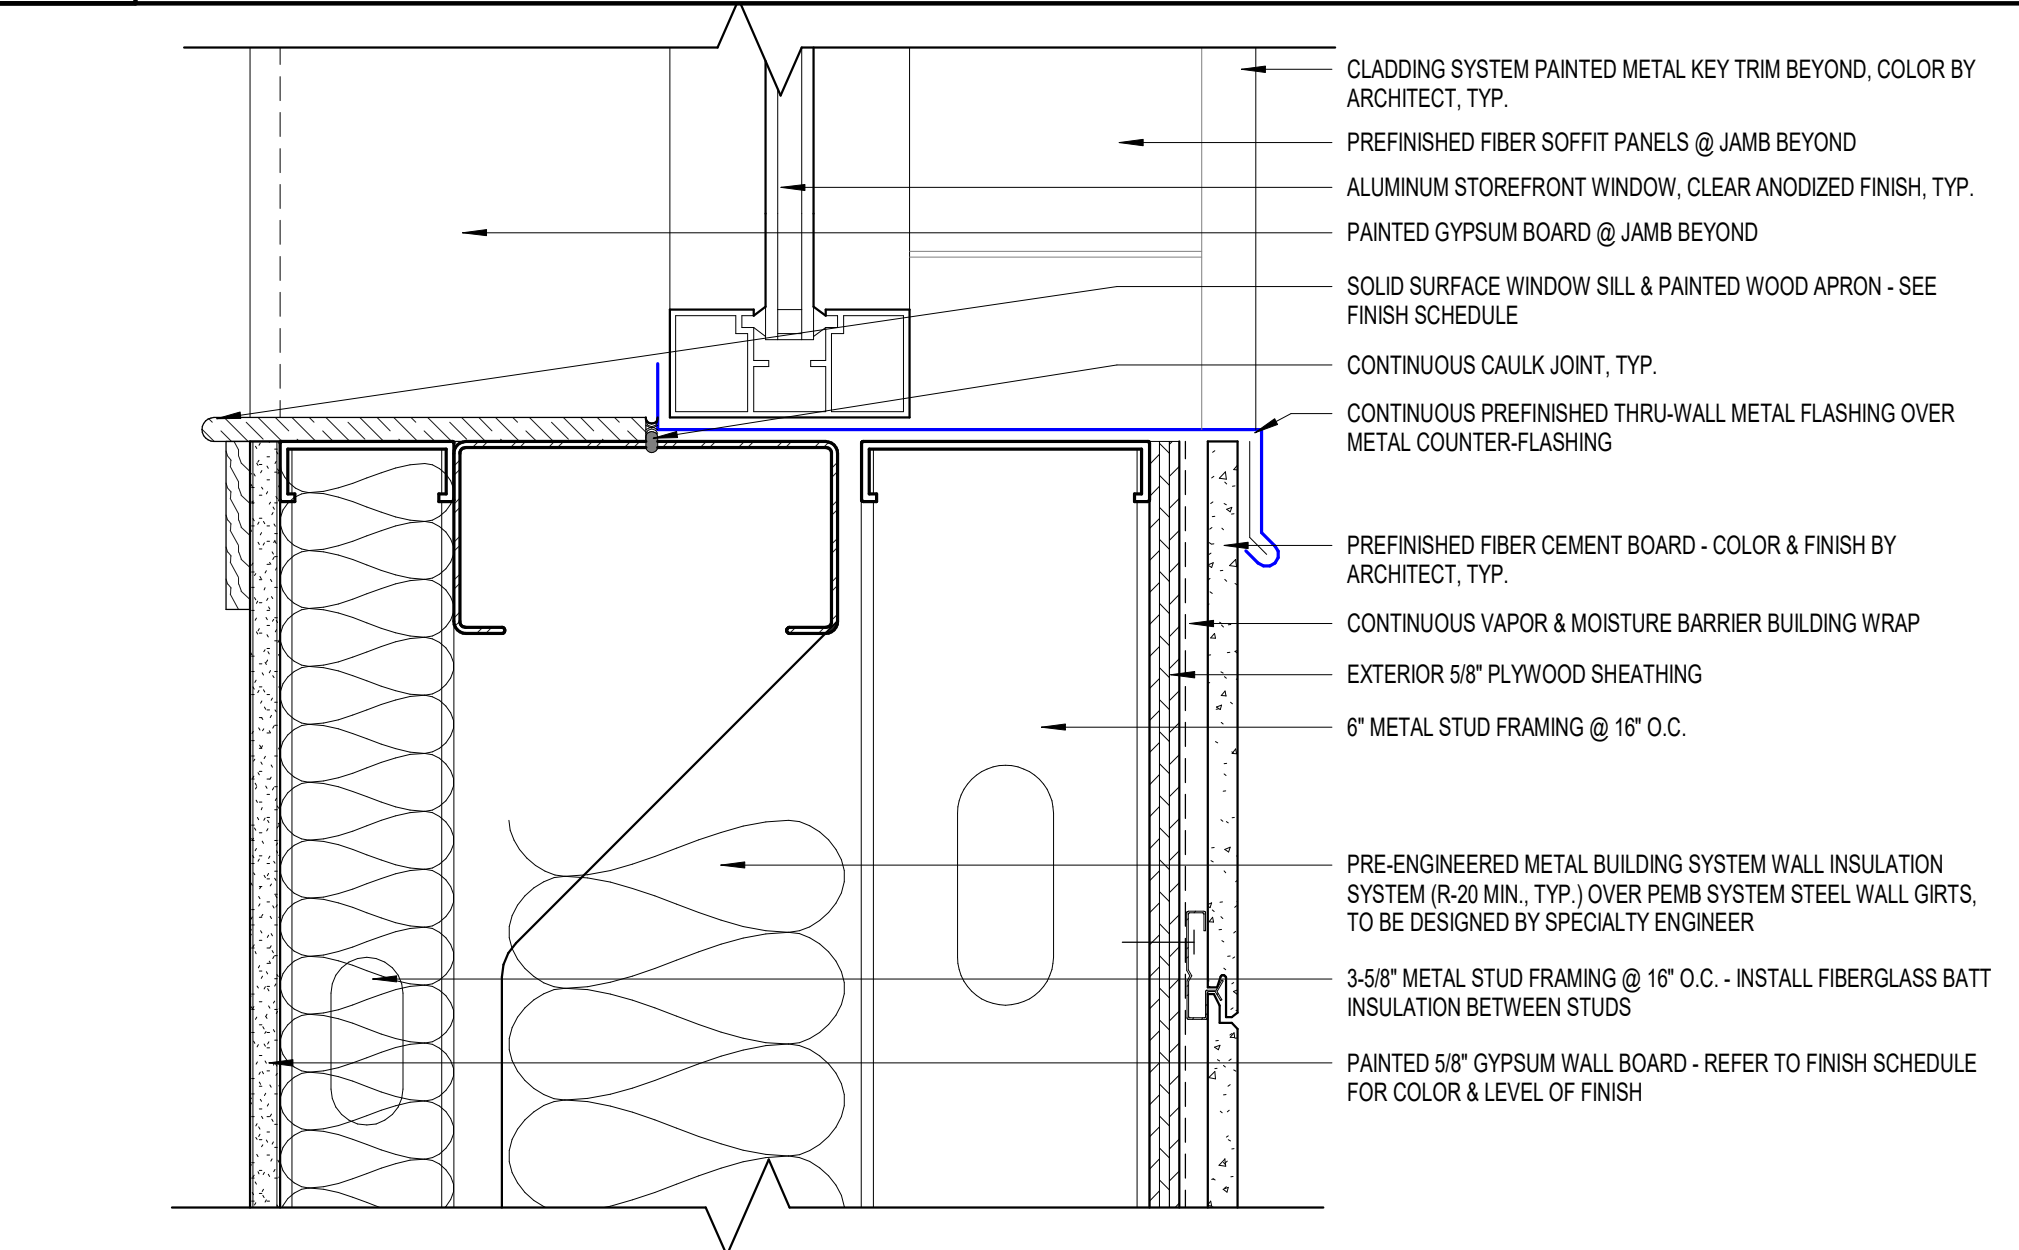 CLADDING SYSTEM PAINTED METAL KEY TRIM BEYOND, COLOR BY
ARCHITECT, TYP.
PREFINISHED FIBER SOFFIT PANELS @ JAMB BEYOND
ALUMINUM STOREFRONT WINDOW, CLEAR ANODIZED FINISH, TYP.
PAINTED GYPSUM BOARD @ JAMB BEYOND
SOLID SURFACE WINDOW SILL & PAINTED WOOD APRON - SEE
FINISH SCHEDULE
CONTINUOUS CAULK JOINT, TYP.
CONTINUOUS PREFINISHED THRU-WALL METAL FLASHING OVER
METAL COUNTER-FLASHING
PREFINISHED FIBER CEMENT BOARD - COLOR & FINISH BY
ARCHITECT, TYP.
CONTINUOUS VAPOR & MOISTURE BARRIER BUILDING WRAP
EXTERIOR 5/8" PLYWOOD SHEATHING
6" METAL STUD FRAMING @ 16" O.C.
PRE-ENGINEERED METAL BUILDING SYSTEM WALL INSULATION
SYSTEM (R-20 MIN., TYP.) OVER PEMB SYSTEM STEEL WALL GIRTS,
TO BE DESIGNED BY SPECIALTY ENGINEER
3-5/8" METAL STUD FRAMING @ 16" O.C. - INSTALL FIBERGLASS BATT
INSULATION BETWEEN STUDS
PAINTED 5/8" GYPSUM WALL BOARD - REFER TO FINISH SCHEDULE
FOR COLOR & LEVEL OF FINISH